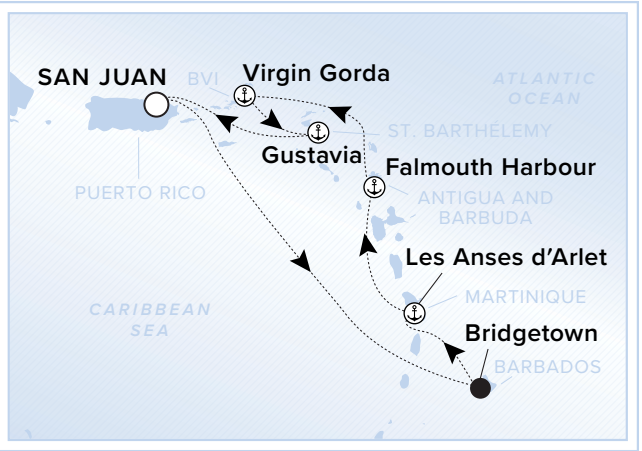 SAN JUAN
BVI
Virgin Gorda
ATLANTIC
OCEAN
ST. BARTHÉLEMY
Gustavia
Falmouth Harbour
PUERTO RICO
ANTIGUA AND
BARBUDA
Les Anses d’Arlet
MARTINIQUE
CARIBBEAN
SEA
Bridgetown
BARBADOS